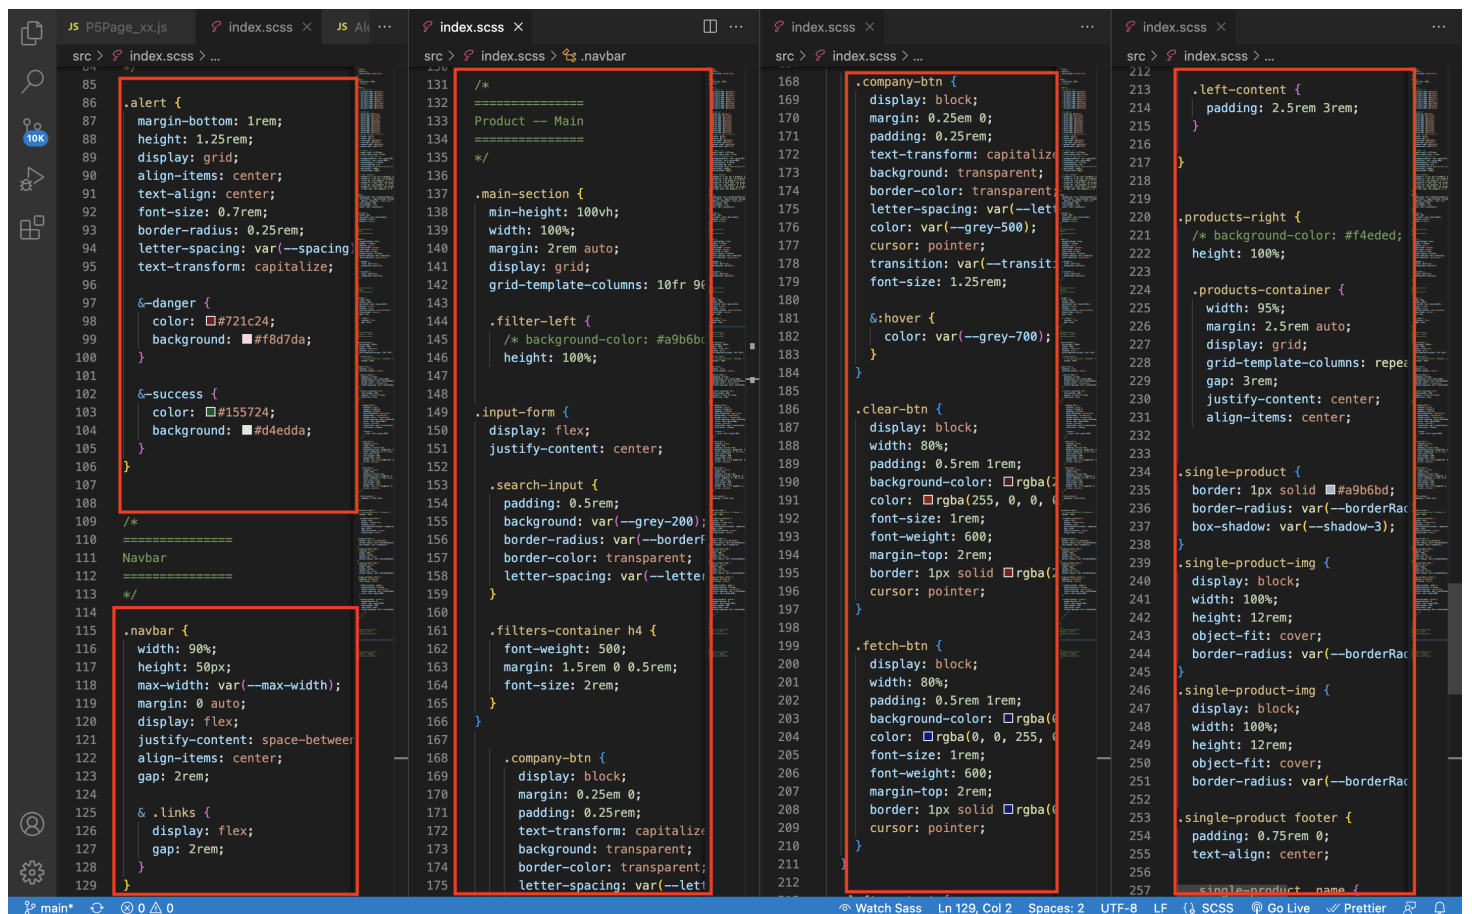 JS P5Page_xx.js
index.scss ×
JS Al ···
src > index.scss > ...
84 */
85
86 .alert {
87 margin-bottom: 1rem;
88 height: 1.25rem;
89 display: grid;
90 align-items: center;
91 text-align: center;
92 font-size: 0.7rem;
93 border-radius: 0.25rem;
94 letter-spacing: var(--spacing)
95 text-transform: capitalize;
96
97 &-danger {
98 color: #721c24;
99 background: #f8d7da;
100 }
101
102 &-success {
103 color: #155724;
104 background: #d4edda;
105 }
106 }
107
108
109 /*
110 ===============
111 Navbar
112 ===============
113 */
114
115 .navbar {
116 width: 90%;
117 height: 50px;
118 max-width: var(--max-width);
119 margin: 0 auto;
120 display: flex;
121 justify-content: space-between
122 align-items: center;
123 gap: 2rem;
124
125 & .links {
126 display: flex;
127 gap: 2rem;
128 }
129 }
10K
index.scss ×
···
src > index.scss > .navbar
130
131 /*
132 ===============
133 Product -- Main
134 ===============
135 */
136
137 .main-section {
138 min-height: 100vh;
139 width: 100%;
140 margin: 2rem auto;
141 display: grid;
142 grid-template-columns: 10fr 90
143
144 .filter-left {
145 /* background-color: #a9b6bd
146 height: 100%;
147
148
149 .input-form {
150 display: flex;
151 justify-content: center;
152
153 .search-input {
154 padding: 0.5rem;
155 background: var(--grey-200);
156 border-radius: var(--borderR
157 border-color: transparent;
158 letter-spacing: var(--letter
159 }
160
161 .filters-container h4 {
162 font-weight: 500;
163 margin: 1.5rem 0 0.5rem;
164 font-size: 2rem;
165 }
166 }
167
168 .company-btn {
169 display: block;
170 margin: 0.25em 0;
171 padding: 0.25rem;
172 text-transform: capitalize
173 background: transparent;
174 border-color: transparent;
175 letter-spacing: var(--lett
index.scss ×
···
src > index.scss > ...
168 .company-btn {
169 display: block;
170 margin: 0.25em 0;
171 padding: 0.25rem;
172 text-transform: capitalize
173 background: transparent;
174 border-color: transparent;
175 letter-spacing: var(--lett
176 color: var(--grey-500);
177 cursor: pointer;
178 transition: var(--transiti
179 font-size: 1.25rem;
180
181 &:hover {
182 color: var(--grey-700);
183 }
184 }
185
186 .clear-btn {
187 display: block;
188 width: 80%;
189 padding: 0.5rem 1rem;
190 background-color: rgba(2
191 color: rgba(255, 0, 0, 0
192 font-size: 1rem;
193 font-weight: 600;
194 margin-top: 2rem;
195 border: 1px solid rgba(2
196 cursor: pointer;
197 }
198
199 .fetch-btn {
200 display: block;
201 width: 80%;
202 padding: 0.5rem 1rem;
203 background-color: rgba(0
204 color: rgba(0, 0, 255, 0
205 font-size: 1rem;
206 font-weight: 600;
207 margin-top: 2rem;
208 border: 1px solid rgba(0
209 cursor: pointer;
210 }
211 }
212
index.scss ×
···
src > index.scss > ...
212
213 .left-content {
214 padding: 2.5rem 3rem;
215 }
216
217 }
218
219
220 .products-right {
221 /* background-color: #f4eded;
222 height: 100%;
223
224 .products-container {
225 width: 95%;
226 margin: 2.5rem auto;
227 display: grid;
228 grid-template-columns: repea
229 gap: 3rem;
230 justify-content: center;
231 align-items: center;
232
233
234 .single-product {
235 border: 1px solid #a9b6bd;
236 border-radius: var(--borderRad
237 box-shadow: var(--shadow-3);
238 }
239 .single-product-img {
240 display: block;
241 width: 100%;
242 height: 12rem;
243 object-fit: cover;
244 border-radius: var(--borderRad
245 }
246 .single-product-img {
247 display: block;
248 width: 100%;
249 height: 12rem;
250 object-fit: cover;
251 border-radius: var(--borderRad
252
253 .single-product footer {
254 padding: 0.75rem 0;
255 text-align: center;
256
257 .single-product .name {
main* 0 0 Watch Sass Ln 129, Col 2 Spaces: 2 UTF-8 LF SCSS Go Live Prettier